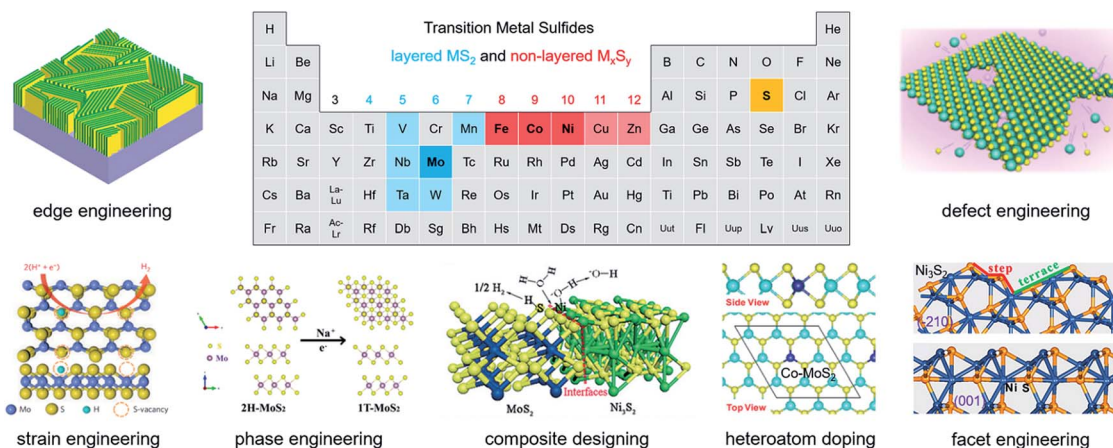 Transition Metal Sulfides
layered MS2 and non-layered MxSy
H He
Li Be B C N O F Ne
Na Mg 3 4 5 6 7 8 9 10 11 12 Al Si P S Cl Ar
K Ca Sc Ti V Cr Mn Fe Co Ni Cu Zn Ga Ge As Se Br Kr
Rb Sr Y Zr Nb Mo Tc Ru Rh Pd Ag Cd In Sn Sb Te I Xe
Cs Ba La-Lu Hf Ta W Re Os Ir Pt Au Hg Ti Pb Bi Po At Rn
Fr Ra Ac-Lr Rf Db Sg Bh Hs Mt Ds Rg Cn Uut Fl Uup Lv Uus Uuo
edge engineering
defect engineering
2(H+ + e-)
H2
Mo S H S-vacancy
strain engineering
S
Mo
Na+
e-
2H-MoS2
1T-MoS2
phase engineering
1/2 H2
H
S
Ni
H
O
H
O-H
-O-H
Interfaces
MoS2
Ni3S2
composite designing
Side View
Co-MoS2
Top View
heteroatom doping
Ni3S2
step
terrace
(-210)
Ni S
(001)
facet engineering